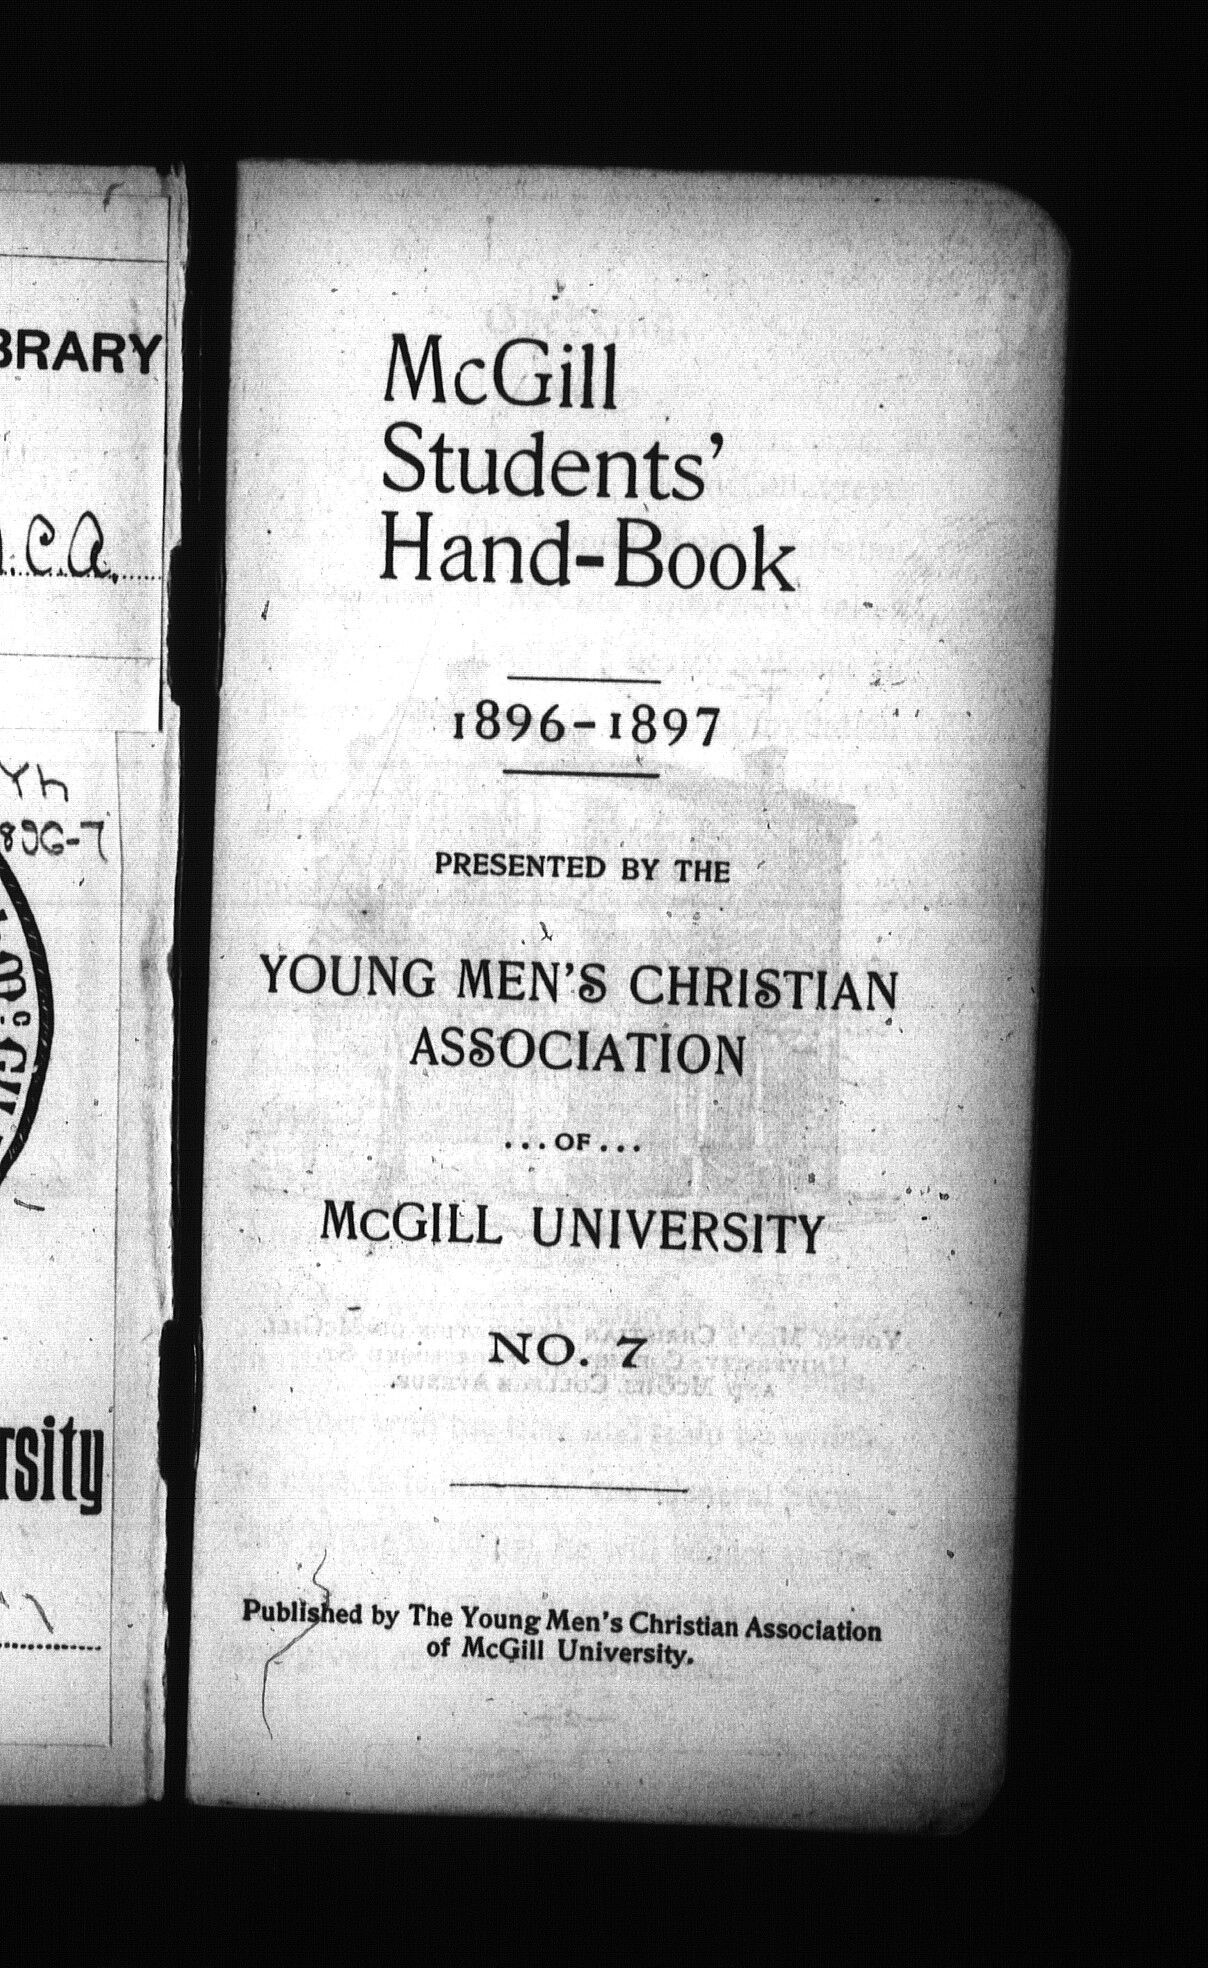 McGill
Students'
Hand-Book
1896-1897
PRESENTED BY THE
YOUNG MEN'S CHRISTIAN
ASSOCIATION
...OF...
McGILL UNIVERSITY
NO. 7
Published by The Young Men's Christian Association
of McGill University.